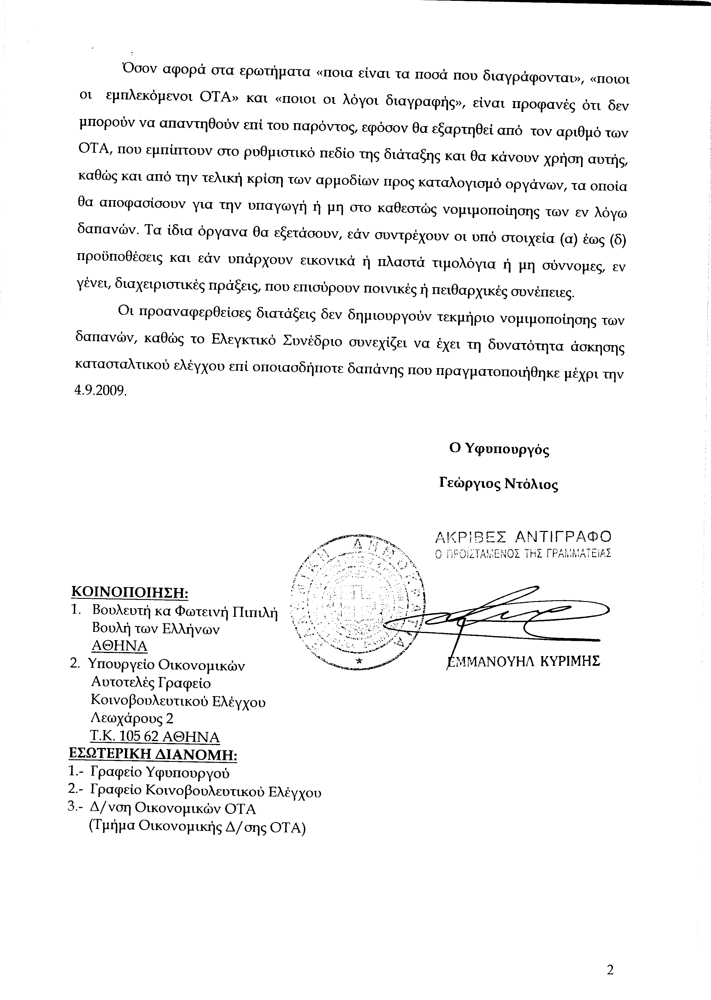 Όσον αφορά στα ερωτήματα «ποια είναι τα ποσά που διαγράφονται», «ποιοι
οι εμπλεκόμενοι ΟΤΑ» και «ποιοι οι λόγοι διαγραφής», είναι προφανές ότι δεν
μπορούν να απαντηθούν επί του παρόντος, εφόσον θα εξαρτηθεί από τον αριθμό των
ΟΤΑ, που εμπίπτουν στο ρυθμιστικό πεδίο της διάταξης και θα κάνουν χρήση αυτής,
καθώς και από την τελική κρίση των αρμοδίων προς καταλογισμό οργάνων, τα οποία
θα αποφασίσουν για την υπαγωγή ή μη στο καθεστώς νομιμοποίησης των εν λόγω
δαπανών. Τα ίδια όργανα θα εξετάσουν, εάν συντρέχουν οι υπό στοιχεία (α) έως (δ)
προϋποθέσεις και εάν υπάρχουν εικονικά ή πλαστά τιμολόγια ή μη σύννομες, εν
γένει, διαχειριστικές πράξεις, που επισύρουν ποινικές ή πειθαρχικές συνέπειες.
Οι προαναφερθείσες διατάξεις δεν δημιουργούν τεκμήριο νομιμοποίησης των
δαπανών, καθώς το Ελεγκτικό Συνέδριο συνεχίζει να έχει τη δυνατότητα άσκησης
κατασταλτικού ελέγχου επί οποιασδήποτε δαπάνης που πραγματοποιήθηκε μέχρι την
4.9.2009.
Ο Υφυπουργός
Γεώργιος Ντόλιος
ΑΚΡΙΒΕΣ ΑΝΤΙΓΡΑΦΟ
Ο ΠΡΟΪΣΤΑΜΕΝΟΣ ΤΗΣ ΓΡΑΜΜΑΤΕΙΑΣ
ΕΛΛΗΝΙΚΗ ΔΗΜΟΚΡΑΤΙΑ
ΕΜΜΑΝΟΥΗΛ ΚΥΡΙΜΗΣ
ΚΟΙΝΟΠΟΙΗΣΗ:
1. Βουλευτή κα Φωτεινή Πιπιλή
Βουλή των Ελλήνων
ΑΘΗΝΑ
2. Υπουργείο Οικονομικών
Αυτοτελές Γραφείο
Κοινοβουλευτικού Ελέγχου
Λεωχάρους 2
Τ.Κ. 105 62 ΑΘΗΝΑ
ΕΣΩΤΕΡΙΚΗ ΔΙΑΝΟΜΗ:
1.- Γραφείο Υφυπουργού
2.- Γραφείο Κοινοβουλευτικού Ελέγχου
3.- Δ/νση Οικονομικών ΟΤΑ
(Τμήμα Οικονομικής Δ/σης ΟΤΑ)
2